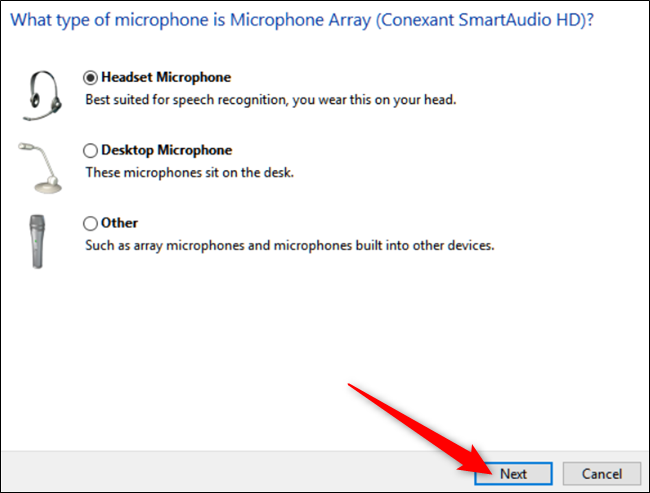 What type of microphone is Microphone Array (Conexant SmartAudio HD)?
Headset Microphone
Best suited for speech recognition, you wear this on your head.
Desktop Microphone
These microphones sit on the desk.
Other
Such as array microphones and microphones built into other devices.
Next
Cancel